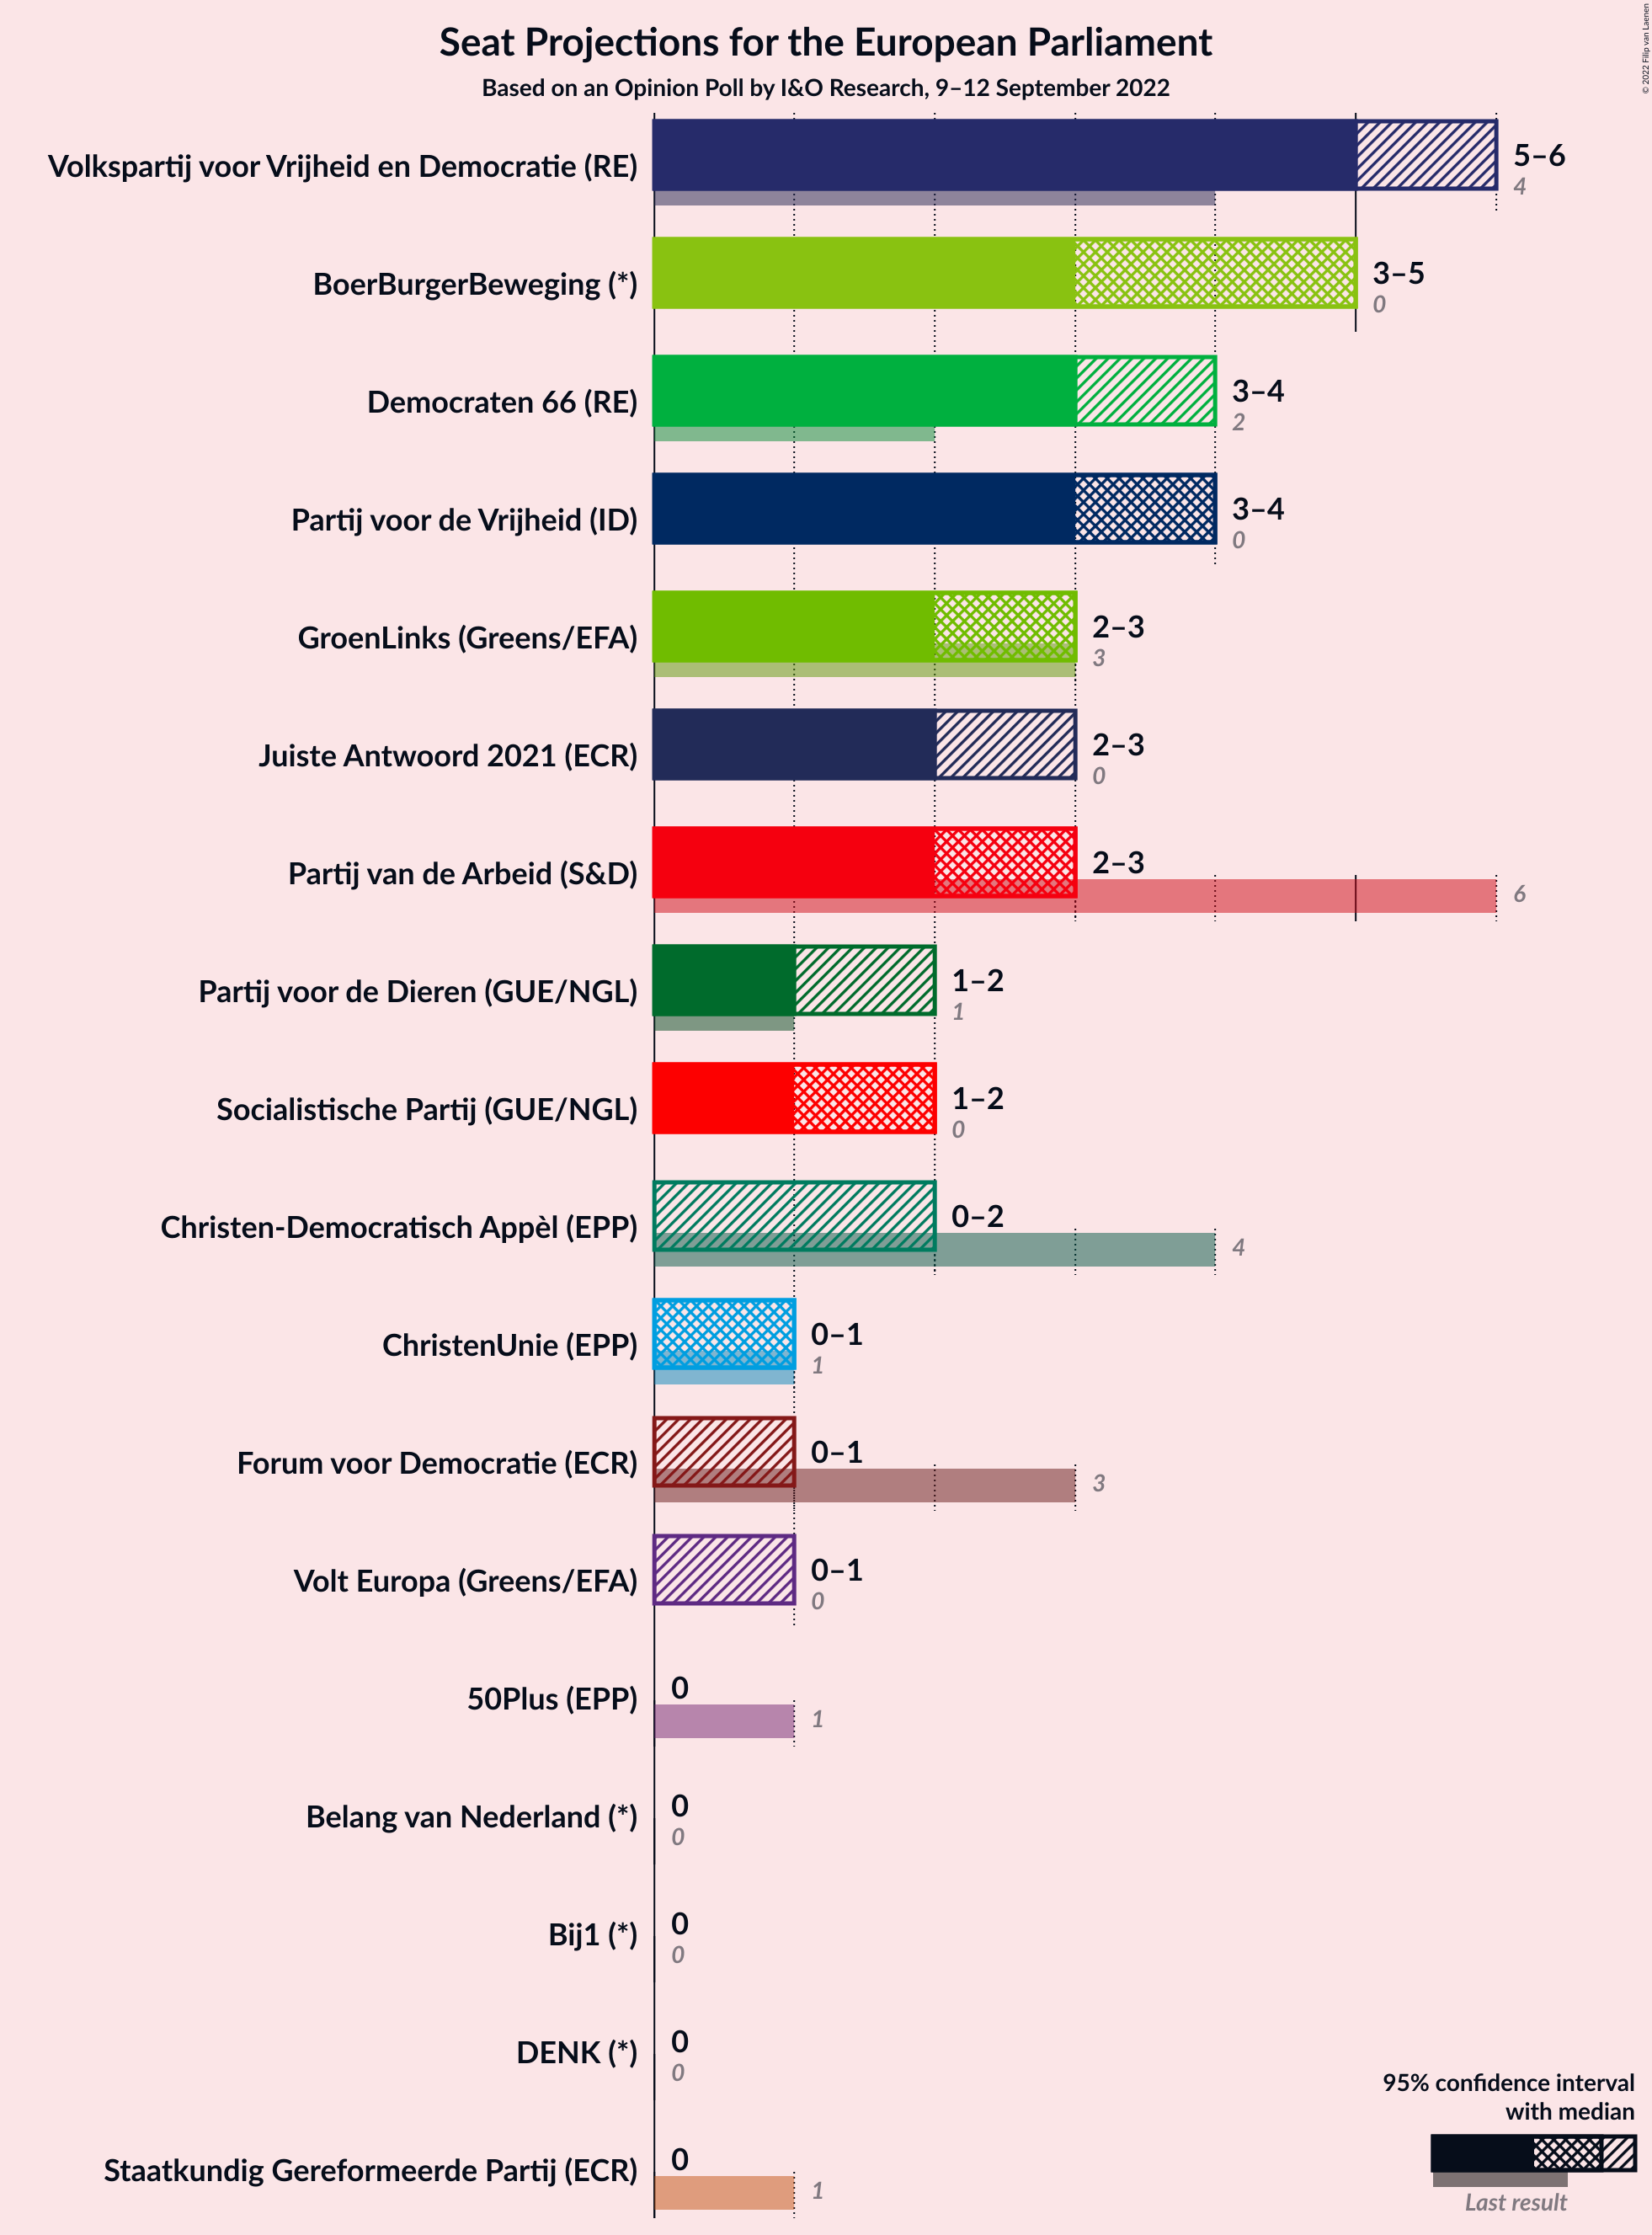 Seat Projections for the European Parliament
Based on an Opinion Poll by I&O Research, 9–12 September 2022
© 2022 Filip van Laenen
Volkspartij voor Vrijheid en Democratie (RE)
5–6
4
BoerBurgerBeweging (*)
3–5
0
Democraten 66 (RE)
3–4
2
Partij voor de Vrijheid (ID)
3–4
0
GroenLinks (Greens/EFA)
2–3
3
Juiste Antwoord 2021 (ECR)
2–3
0
Partij van de Arbeid (S&D)
2–3
6
Partij voor de Dieren (GUE/NGL)
1–2
1
Socialistische Partij (GUE/NGL)
1–2
0
Christen-Democratisch Appèl (EPP)
0–2
4
ChristenUnie (EPP)
0–1
1
Forum voor Democratie (ECR)
0–1
3
Volt Europa (Greens/EFA)
0–1
0
50Plus (EPP)
0
1
Belang van Nederland (*)
0
0
Bij1 (*)
0
0
DENK (*)
0
0
Staatkundig Gereformeerde Partij (ECR)
0
1
95% confidence interval
with median
Last result